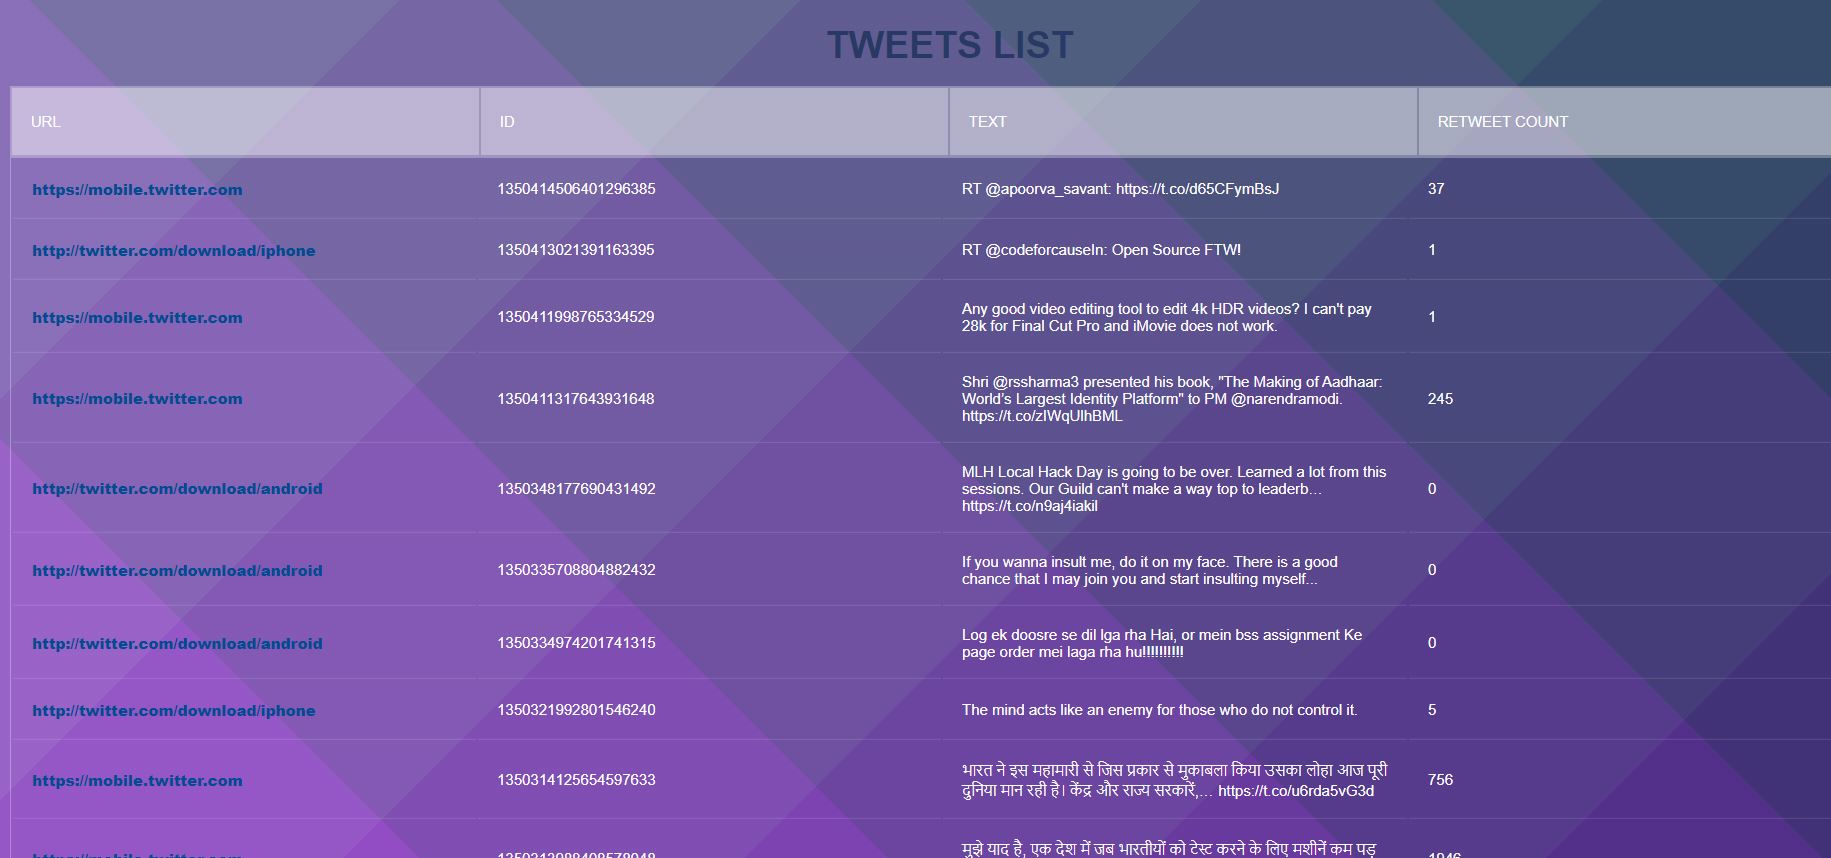 TWEETS LIST
URL ID TEXT RETWEET COUNT
https://mobile.twitter.com 1350414506401296385 RT @apoorva_savant: https://t.co/d65CFymBsJ 37
http://twitter.com/download/iphone 1350413021391163395 RT @codeforcauseIn: Open Source FTW! 1
Any good video editing tool to edit 4k HDR videos? I can't pay
https://mobile.twitter.com 1350411998765334529 1
28k for Final Cut Pro and iMovie does not work.
Shri @rssharma3 presented his book, "The Making of Aadhaar:
https://mobile.twitter.com 1350411317643931648 World's Largest Identity Platform" to PM @narendramodi. 245
https://t.co/zIWqUIhBML
MLH Local Hack Day is going to be over. Learned a lot from this
http://twitter.com/download/android 1350348177690431492 sessions. Our Guild can't make a way top to leaderb… 0
https://t.co/n9aj4iakil
If you wanna insult me, do it on my face. There is a good
http://twitter.com/download/android 1350335708804882432 0
chance that I may join you and start insulting myself...
Log ek doosre se dil lga rha Hai, or mein bss assignment Ke
http://twitter.com/download/android 1350334974201741315 0
page order mei laga rha hu!!!!!!!!!!
http://twitter.com/download/iphone 1350321992801546240 The mind acts like an enemy for those who do not control it. 5
भारत ने इस महामारी से जिस प्रकार से मुकाबला किया उसका लोहा आज पूरी
https://mobile.twitter.com 1350314125654597633 756
दुनिया मान रही है। केंद्र और राज्य सरकारें,… https://t.co/u6rda5vG3d
मुझे याद है, एक देश में जब भारतीयों को टेस्ट करने के लिए मशीनें कम पड़
https://mobile.twitter.com